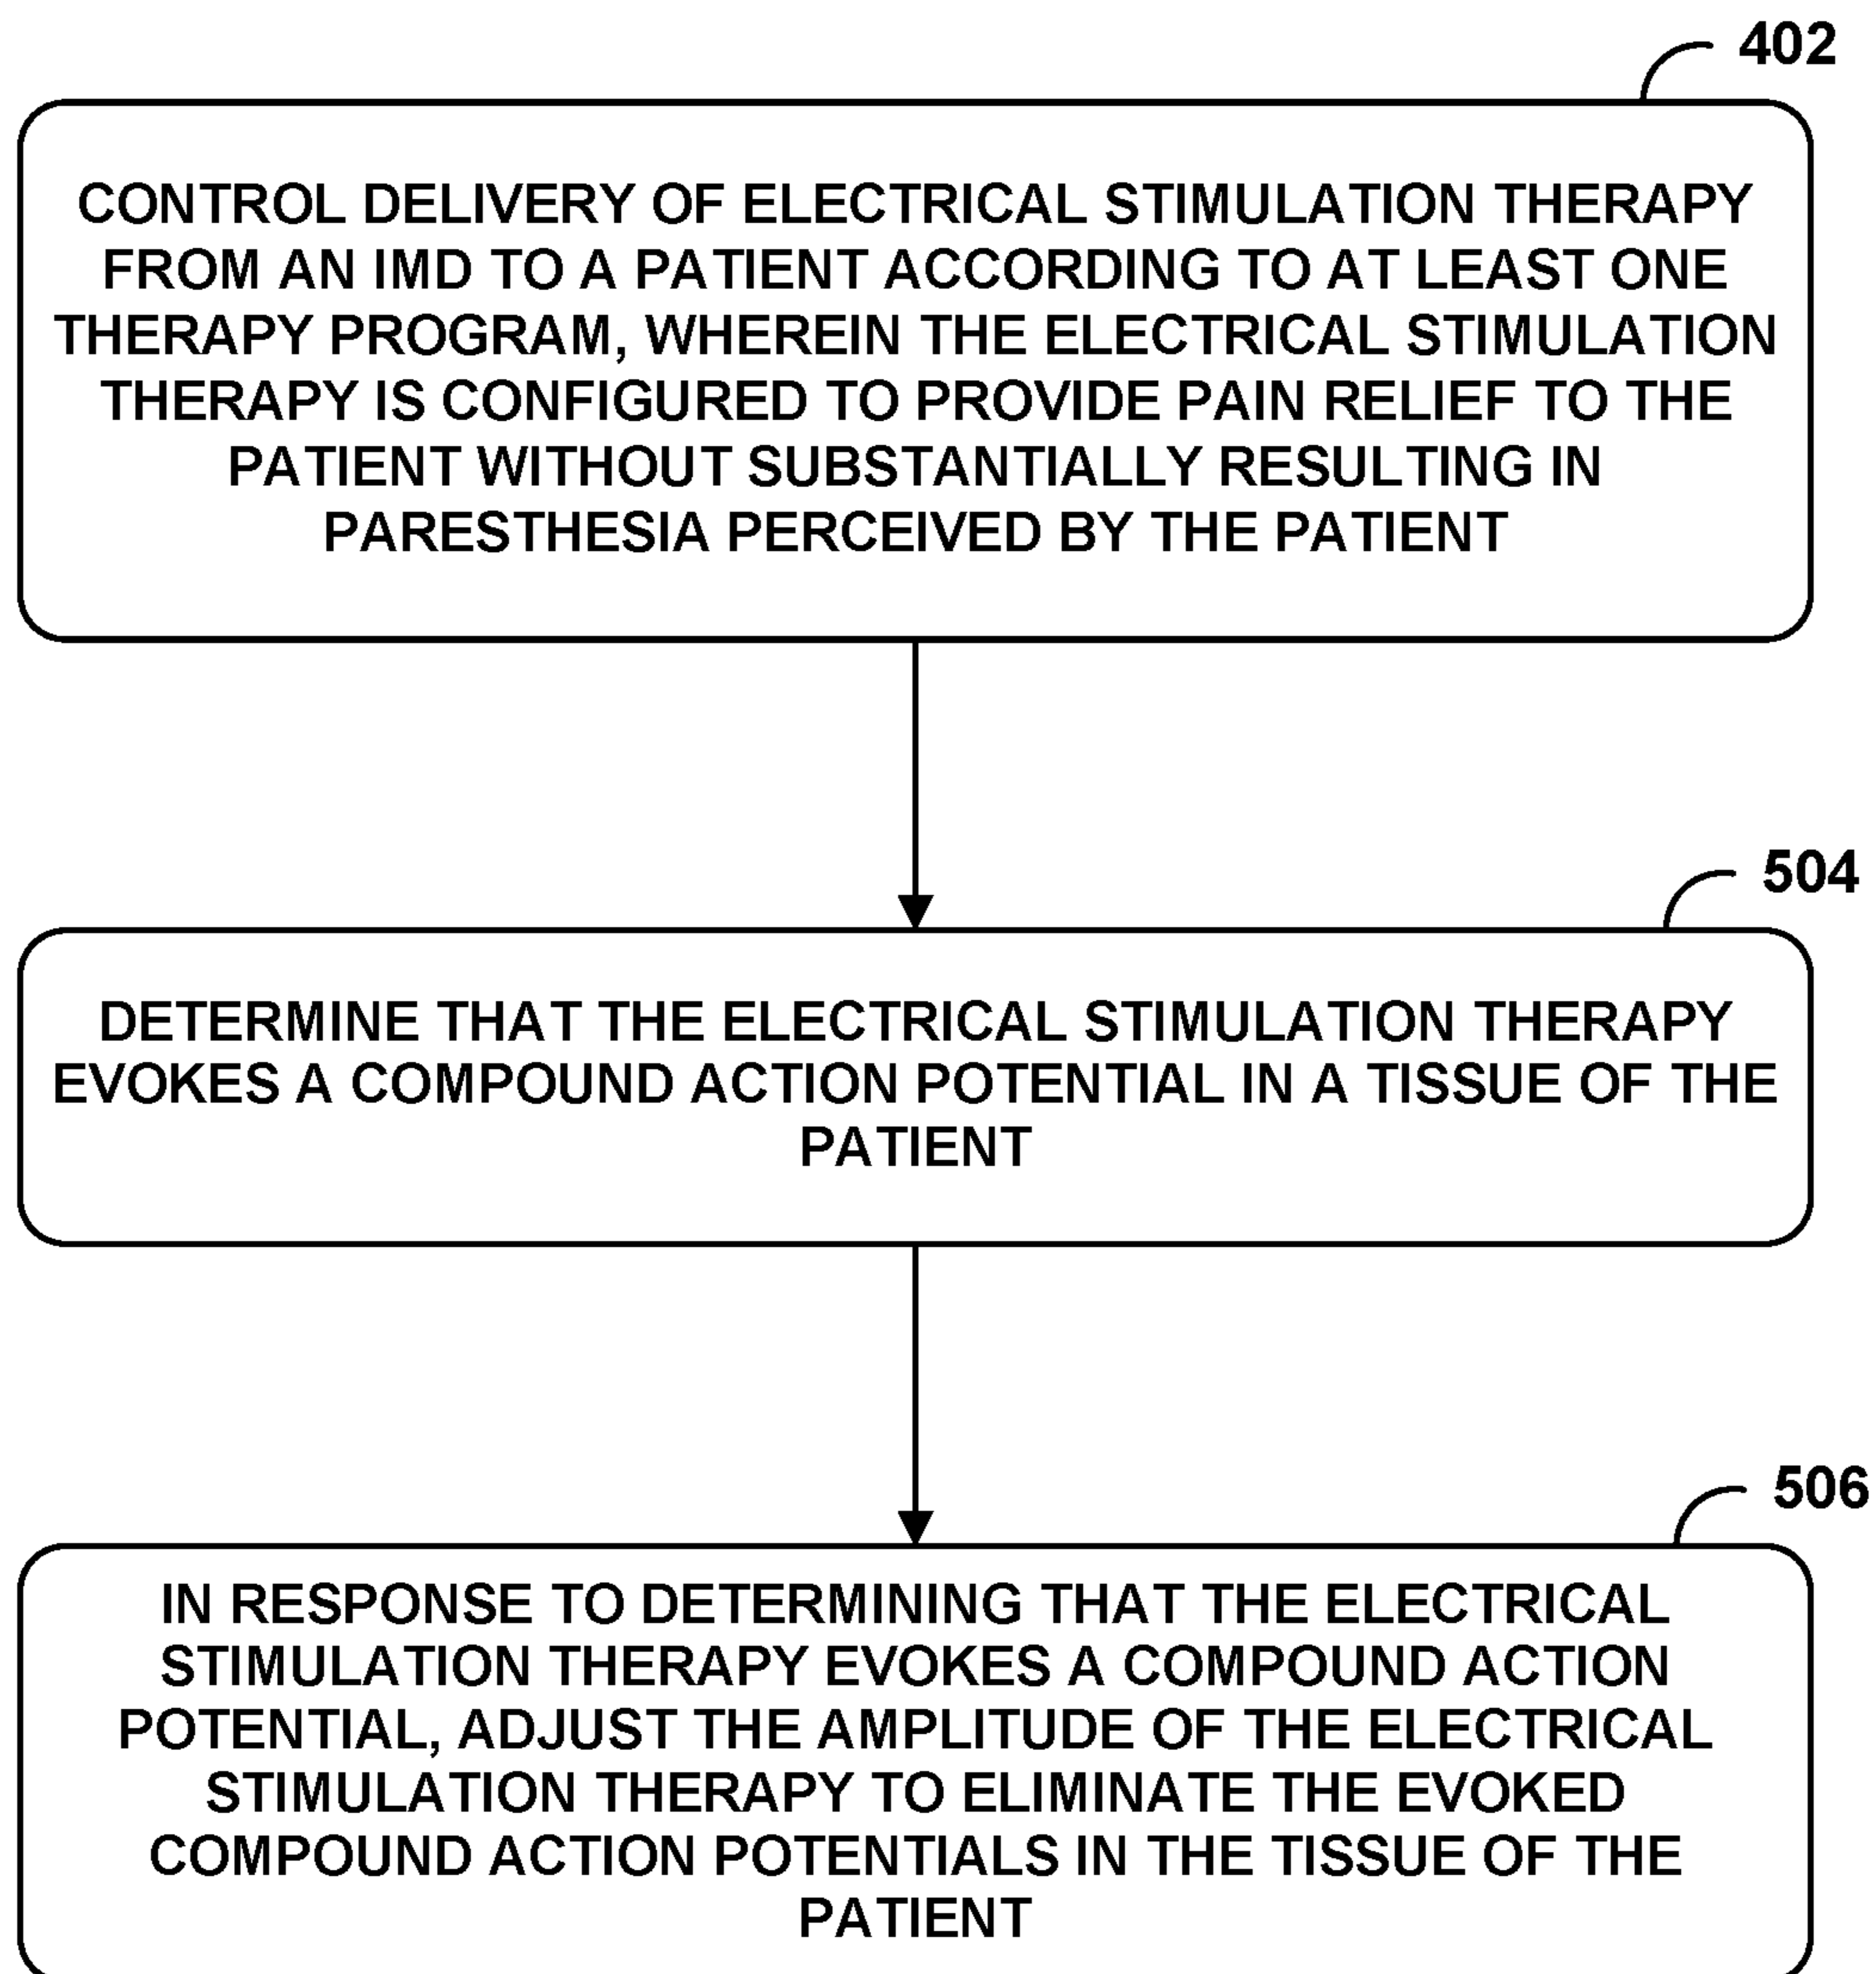 402
CONTROL DELIVERY OF ELECTRICAL STIMULATION THERAPY
FROM AN IMD TO A PATIENT ACCORDING TO AT LEAST ONE
THERAPY PROGRAM, WHEREIN THE ELECTRICAL STIMULATION
THERAPY IS CONFIGURED TO PROVIDE PAIN RELIEF TO THE
PATIENT WITHOUT SUBSTANTIALLY RESULTING IN
PARESTHESIA PERCEIVED BY THE PATIENT
504
DETERMINE THAT THE ELECTRICAL STIMULATION THERAPY
EVOKES A COMPOUND ACTION POTENTIAL IN A TISSUE OF THE
PATIENT
506
IN RESPONSE TO DETERMINING THAT THE ELECTRICAL
STIMULATION THERAPY EVOKES A COMPOUND ACTION
POTENTIAL, ADJUST THE AMPLITUDE OF THE ELECTRICAL
STIMULATION THERAPY TO ELIMINATE THE EVOKED
COMPOUND ACTION POTENTIALS IN THE TISSUE OF THE
PATIENT